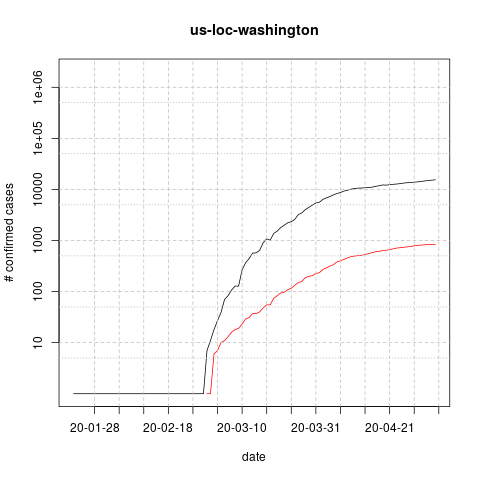 us-loc-washington
# confirmed cases
1e+06
1e+05
10000
1000
100
10
20-01-28 20-02-18 20-03-10 20-03-31 20-04-21
date